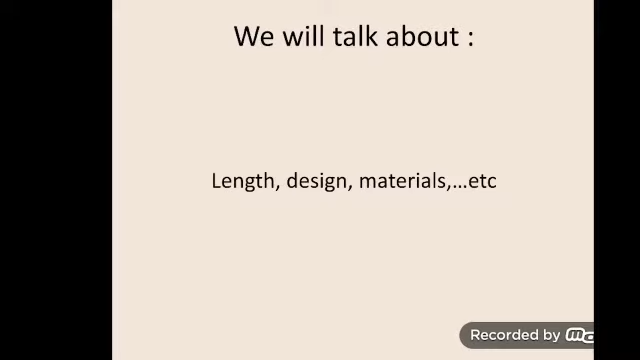 We will talk about :
Length, design, materials,...etc
Recorded by